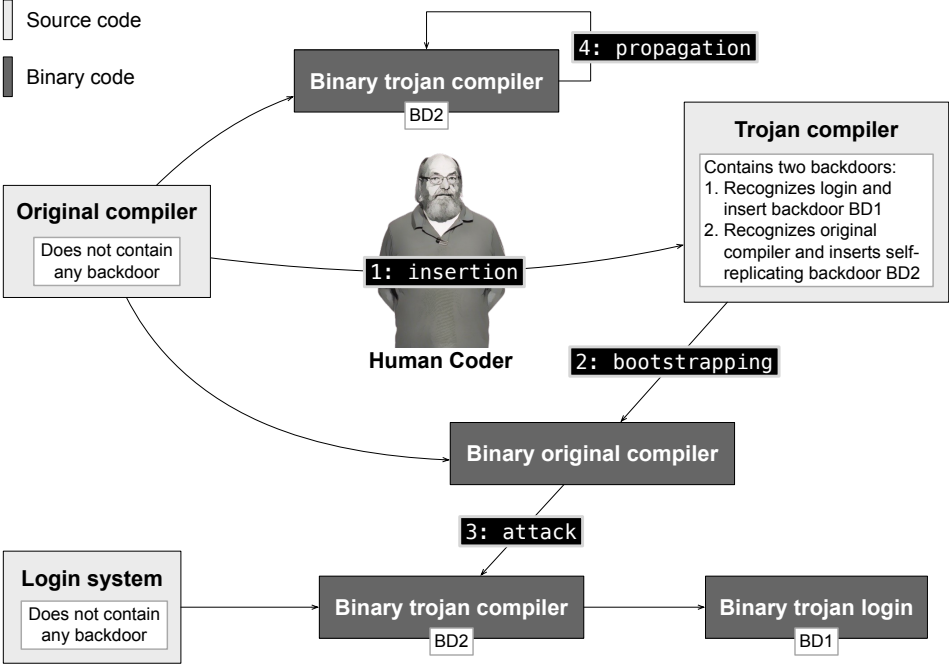 Source code
Binary code
4: propagation
Binary trojan compiler
BD2
Trojan compiler
Contains two backdoors:
1. Recognizes login and
insert backdoor BD1
2. Recognizes original
compiler and inserts self-
replicating backdoor BD2
Original compiler
Does not contain
any backdoor
1: insertion
Human Coder
2: bootstrapping
Binary original compiler
3: attack
Login system
Does not contain
any backdoor
Binary trojan compiler
BD2
Binary trojan login
BD1